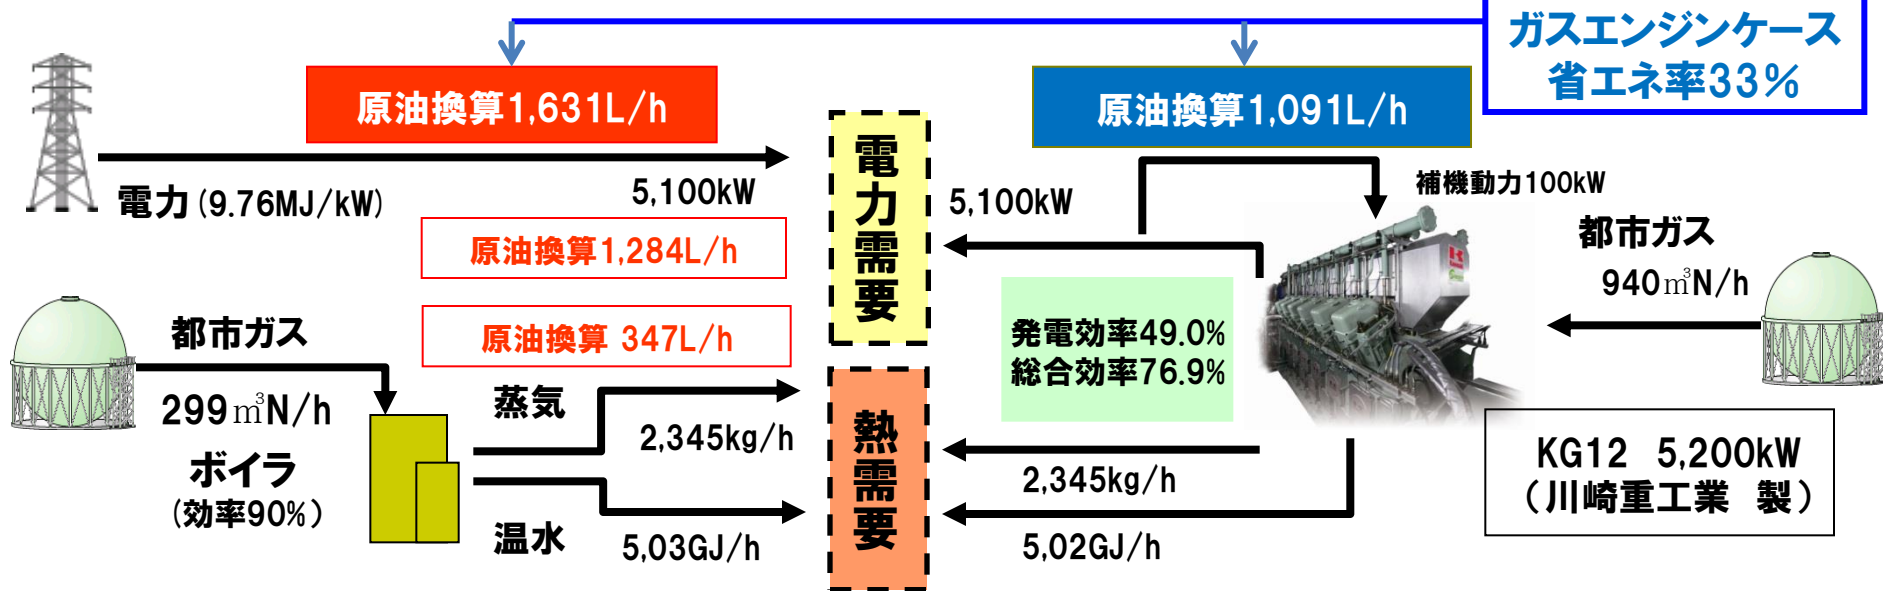 ガスエンジンケース
省エネ率33%
原油換算1,631L/h
原油換算1,091L/h
電力(9.76MJ/kW)
5,100kW
原油換算1,284L/h
原油換算 347L/h
都市ガス
299㎥N/h
ボイラ
(効率90%)
蒸気
2,345kg/h
温水
5,03GJ/h
電力需要
熱需要
5,100kW
補機動力100kW
発電効率49.0%
総合効率76.9%
2,345kg/h
5,02GJ/h
都市ガス
940㎥N/h
KG12 5,200kW
(川崎重工業 製)